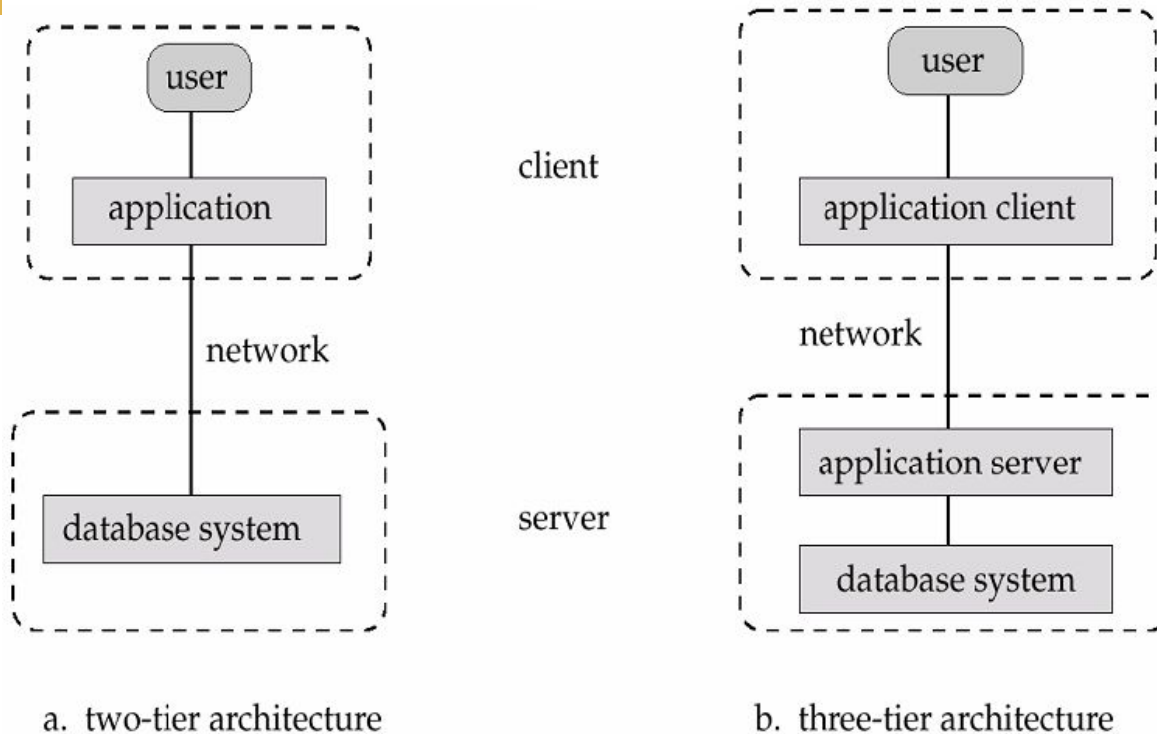 user
application
network
database system
client
server
user
application client
network
application server
database system
a. two-tier architecture
b. three-tier architecture